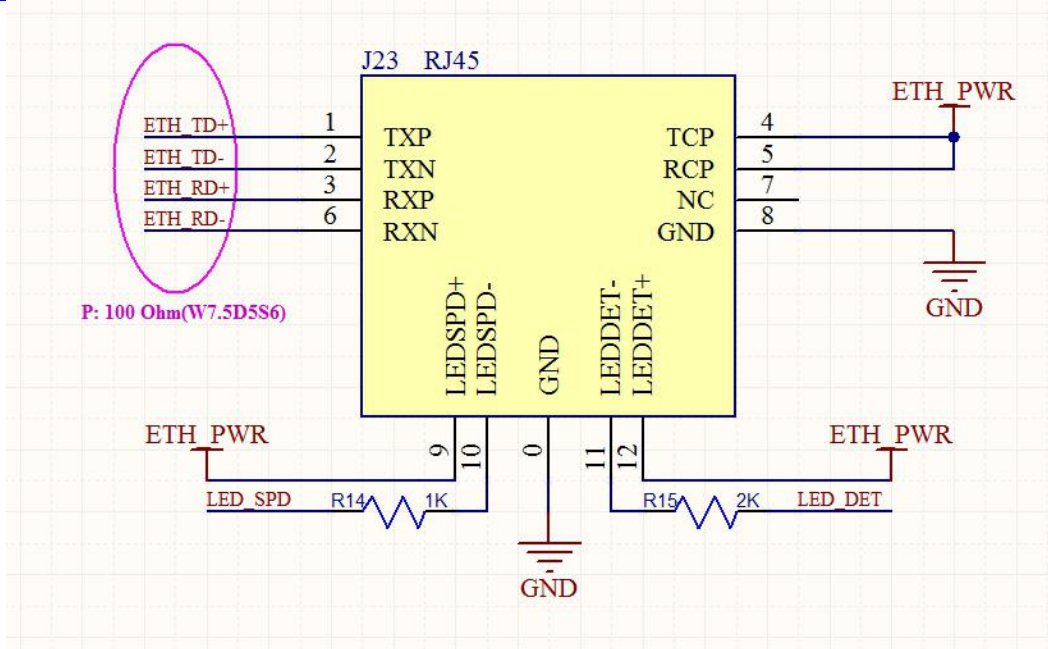 J23 RJ45
ETH_PWR
ETH_TD+ 1 TXP TCP 4
ETH_TD- 2 TXN RCP 5
ETH_RD+ 3 RXP NC 7
ETH_RD- 6 RXN GND 8
GND
P: 100 Ohm(W7.5D5S6)
LEDSPD+
LEDSPD-
GND
LEDDET-
LEDDET+
ETH_PWR
9
10
0
11
12
ETH_PWR
LED_SPD R14 1K
R15 2K LED_DET
GND